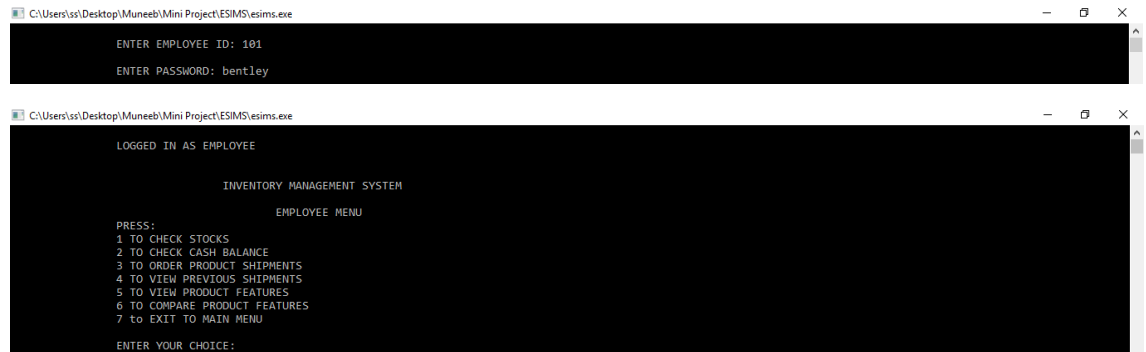 C:\Users\ss\Desktop\Muneeb\Mini Project\ESIMS\esims.exe
ENTER EMPLOYEE ID: 101
ENTER PASSWORD: bentley
C:\Users\ss\Desktop\Muneeb\Mini Project\ESIMS\esims.exe
LOGGED IN AS EMPLOYEE
INVENTORY MANAGEMENT SYSTEM
EMPLOYEE MENU
PRESS:
1 TO CHECK STOCKS
2 TO CHECK CASH BALANCE
3 TO ORDER PRODUCT SHIPMENTS
4 TO VIEW PREVIOUS SHIPMENTS
5 TO VIEW PRODUCT FEATURES
6 TO COMPARE PRODUCT FEATURES
7 to EXIT TO MAIN MENU
ENTER YOUR CHOICE: